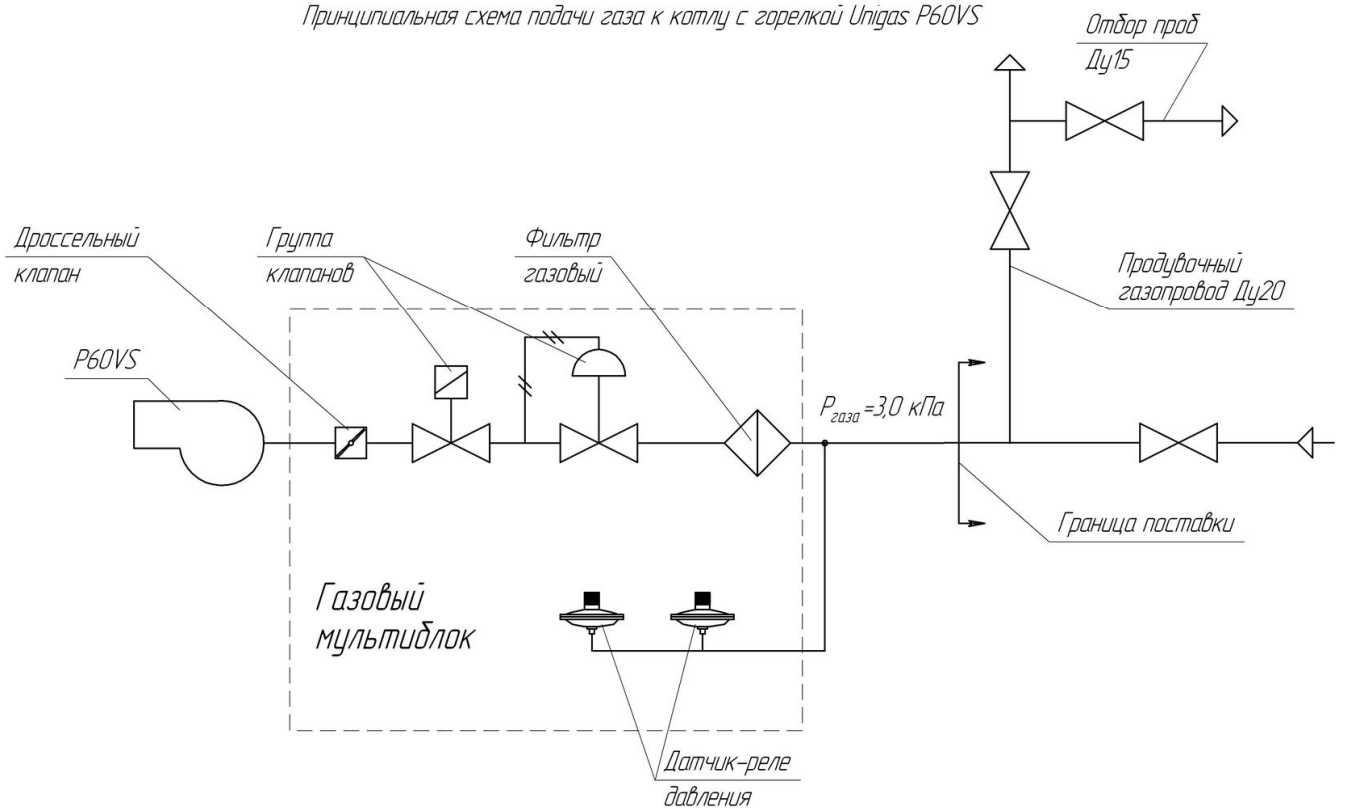 Принципиальная схема подачи газа к котлу с горелкой Unigas P60VS
Отбор проб
Ду15
Дроссельный
клапан
Группа
клапанов
Фильтр
газовый
Продувочный
газопровод Ду20
P60VS
Pгаза=3,0 кПа
Граница поставки
Газовый
мультиблок
Датчик-реле
давления